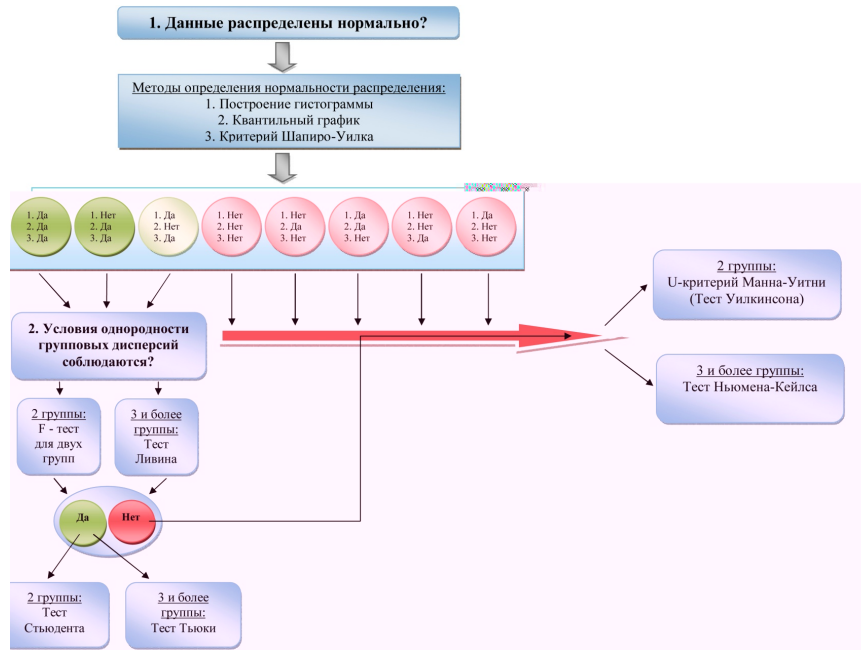 1. Данные распределены нормально?
Методы определения нормальности распределения:
1. Построение гистограммы
2. Квантильный график
3. Критерий Шапиро-Уилка
1. Да
2. Да
3. Да
1. Нет
2. Да
3. Да
1. Да
2. Нет
3. Да
1. Нет
2. Нет
3. Нет
1. Нет
2. Да
3. Нет
1. Да
2. Да
3. Нет
1. Нет
2. Нет
3. Да
1. Да
2. Нет
3. Нет
2 группы:
U-критерий Манна-Уитни
(Тест Уилкинсона)
2. Условия однородности
групповых дисперсий
соблюдаются?
3 и более группы:
Тест Ньюмена-Кейлса
2 группы:
F - тест
для двух
групп
3 и более
группы:
Тест
Ливина
Да
Нет
2 группы:
Тест
Стьюдента
3 и более
группы:
Тест Тьюки